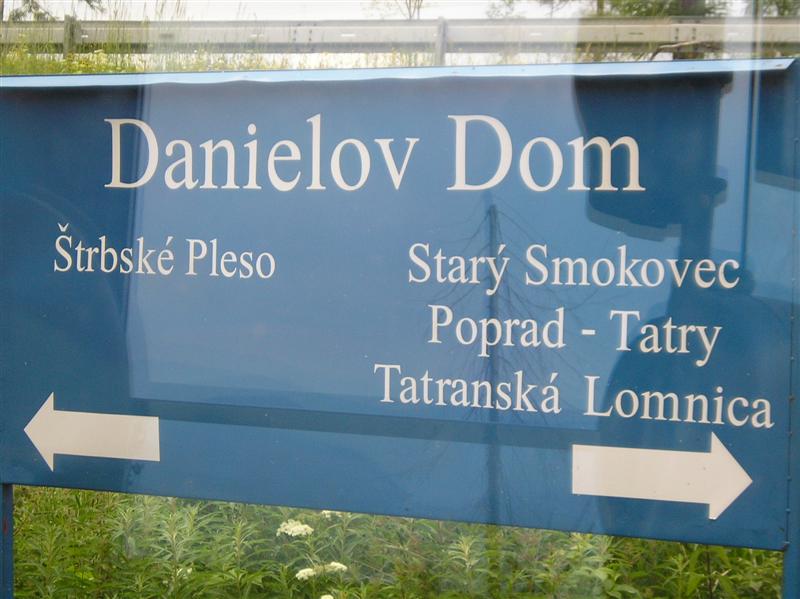 Danielov Dom
Štrbské Pleso
Starý Smokovec
Poprad - Tatry
Tatranská Lomnica